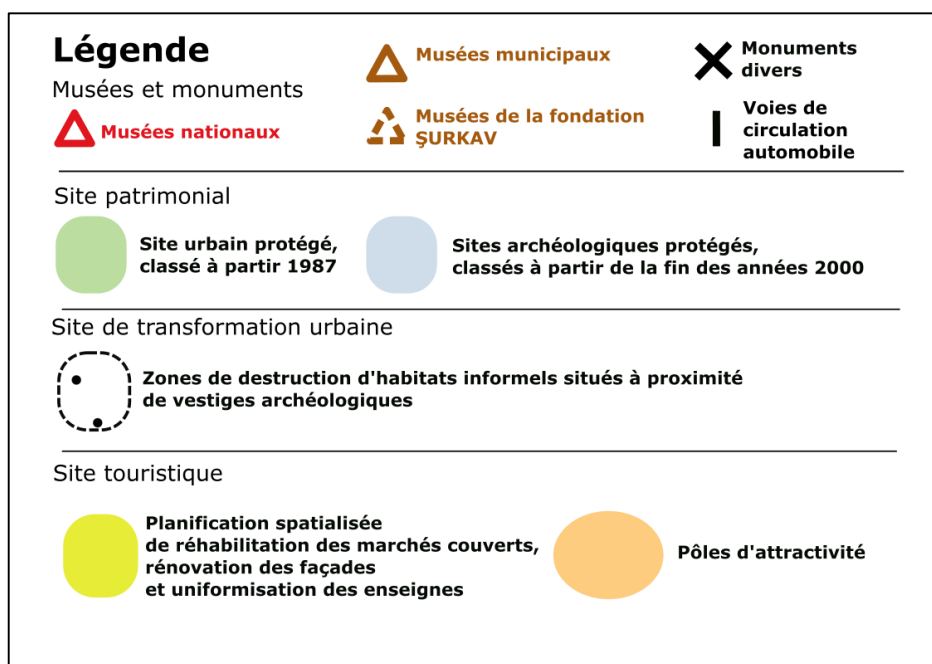 Légende
Musées et monuments
Musées nationaux
Musées municipaux
Musées de la fondation
ŞURKAV
Monuments
divers
Voies de
circulation
automobile
Site patrimonial
Site urbain protégé,
classé à partir 1987
Sites archéologiques protégés,
classés à partir de la fin des années 2000
Site de transformation urbaine
Zones de destruction d'habitats informels situés à proximité
de vestiges archéologiques
Site touristique
Planification spatialisée
de réhabilitation des marchés couverts,
rénovation des façades
et uniformisation des enseignes
Pôles d'attractivité